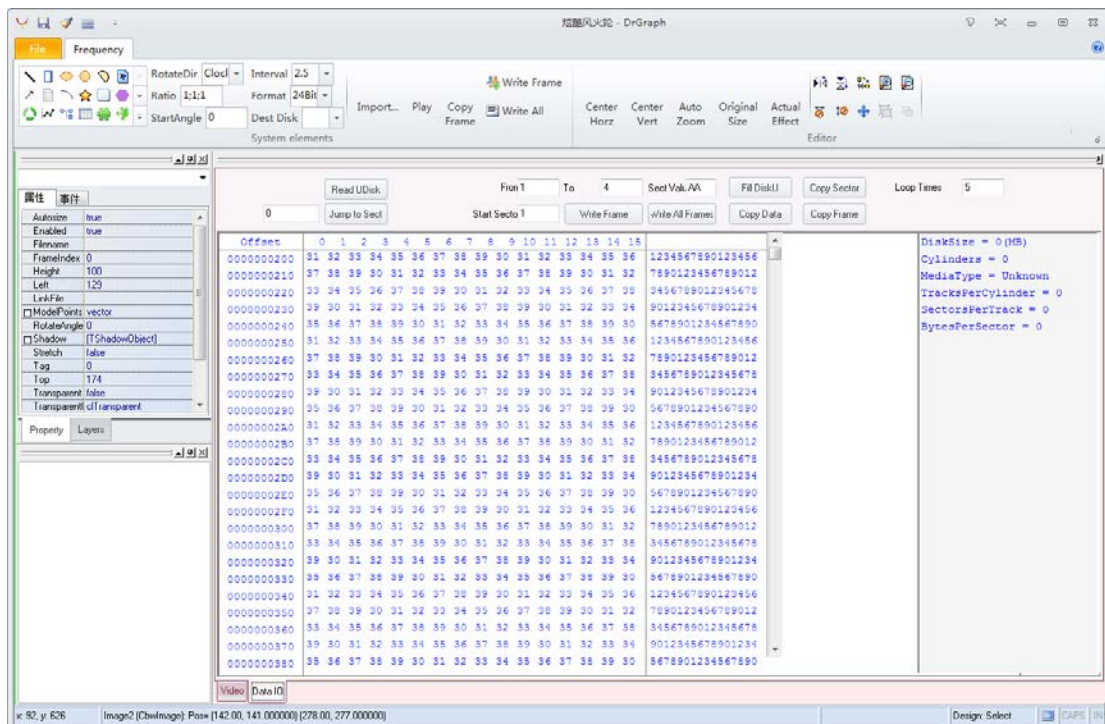 炫酷风火轮 - DrGraph
File Frequency
RotateDir Clocl Interval 2.5
Ratio 1;1;1 Format 24Bit
StartAngle 0 Dest Disk
Import... Play Copy Frame
Write Frame
Write All
Center Horz Center Vert Auto Zoom Original Size Actual Effect
System elements Editor
属性 事件
Autosize true
Enabled true
Filename
FrameIndex 0
Height 100
Left 129
LinkFile
ModelPoints vector
RotateAngle 0
Shadow [TShadowObject]
Stretch false
Tag 0
Top 174
Transparent false
Transparent clTransparent
Property Layers
Read UDisk From 1 To 4 Sect Valu AA Fill DiskU Copy Sector Loop Times 5
0 Jump to Sect Start Secto 1 Write Frame Write All Frames Copy Data Copy Frame
Offset 0 1 2 3 4 5 6 7 8 9 10 11 12 13 14 15
0000000200 31 32 33 34 35 36 37 38 39 30 31 32 33 34 35 36 1234567890123456
0000000210 37 38 39 30 31 32 33 34 35 36 37 38 39 30 31 32 7890123456789012
0000000220 33 34 35 36 37 38 39 30 31 32 33 34 35 36 37 38 3456789012345678
0000000230 39 30 31 32 33 34 35 36 37 38 39 30 31 32 33 34 9012345678901234
0000000240 35 36 37 38 39 30 31 32 33 34 35 36 37 38 39 30 5678901234567890
0000000250 31 32 33 34 35 36 37 38 39 30 31 32 33 34 35 36 1234567890123456
0000000260 37 38 39 30 31 32 33 34 35 36 37 38 39 30 31 32 7890123456789012
0000000270 33 34 35 36 37 38 39 30 31 32 33 34 35 36 37 38 3456789012345678
0000000280 39 30 31 32 33 34 35 36 37 38 39 30 31 32 33 34 9012345678901234
0000000290 35 36 37 38 39 30 31 32 33 34 35 36 37 38 39 30 5678901234567890
00000002A0 31 32 33 34 35 36 37 38 39 30 31 32 33 34 35 36 1234567890123456
00000002B0 37 38 39 30 31 32 33 34 35 36 37 38 39 30 31 32 7890123456789012
00000002C0 33 34 35 36 37 38 39 30 31 32 33 34 35 36 37 38 3456789012345678
00000002D0 39 30 31 32 33 34 35 36 37 38 39 30 31 32 33 34 9012345678901234
00000002E0 35 36 37 38 39 30 31 32 33 34 35 36 37 38 39 30 5678901234567890
00000002F0 31 32 33 34 35 36 37 38 39 30 31 32 33 34 35 36 1234567890123456
0000000300 37 38 39 30 31 32 33 34 35 36 37 38 39 30 31 32 7890123456789012
0000000310 33 34 35 36 37 38 39 30 31 32 33 34 35 36 37 38 3456789012345678
0000000320 39 30 31 32 33 34 35 36 37 38 39 30 31 32 33 34 9012345678901234
0000000330 35 36 37 38 39 30 31 32 33 34 35 36 37 38 39 30 5678901234567890
0000000340 31 32 33 34 35 36 37 38 39 30 31 32 33 34 35 36 1234567890123456
0000000350 37 38 39 30 31 32 33 34 35 36 37 38 39 30 31 32 7890123456789012
0000000360 33 34 35 36 37 38 39 30 31 32 33 34 35 36 37 38 3456789012345678
0000000370 39 30 31 32 33 34 35 36 37 38 39 30 31 32 33 34 9012345678901234
0000000380 35 36 37 38 39 30 31 32 33 34 35 36 37 38 39 30 5678901234567890
DiskSize = 0(MB)
Cylinders = 0
MediaType = Unknown
TracksPerCylinder = 0
SectorsPerTrack = 0
BytesPerSector = 0
Video Data IO
x: 92, y: 626 Image2 (CbwImage): Pos= (142.00, 141.000000) (278.00, 277.000000) Design: Select CAPS IN